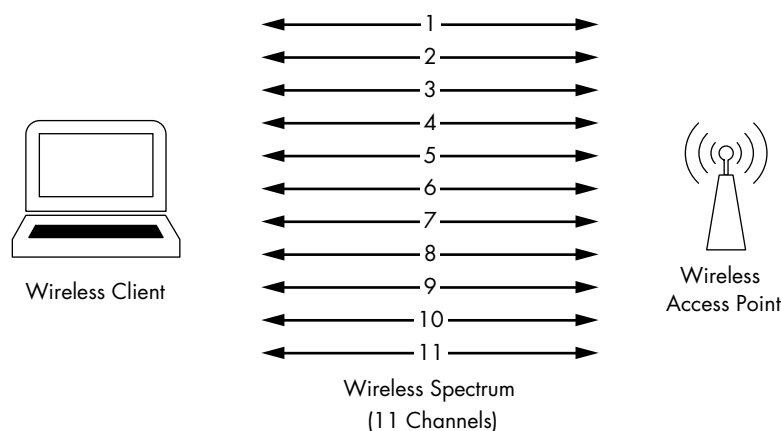 1
2
3
4
5
6
7
8
9
10
11
Wireless Client
Wireless
Access Point
Wireless Spectrum
(11 Channels)